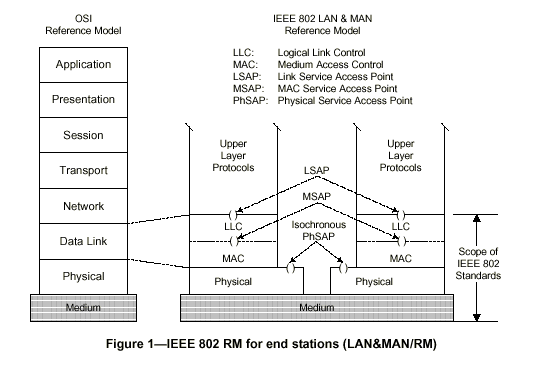 OSI
Reference Model
IEEE 802 LAN & MAN
Reference Model
LLC: Logical Link Control
MAC: Medium Access Control
LSAP: Link Service Access Point
MSAP: MAC Service Access Point
PhSAP: Physical Service Access Point
Application
Presentation
Session
Transport
Network
Data Link
Physical
Medium
Upper
Layer
Protocols
LSAP
MSAP
Isochronous
PhSAP
Upper
Layer
Protocols
LLC
MAC
Physical
LLC
MAC
Physical
Medium
Scope of
IEEE 802
Standards
Figure 1—IEEE 802 RM for end stations (LAN&MAN/RM)